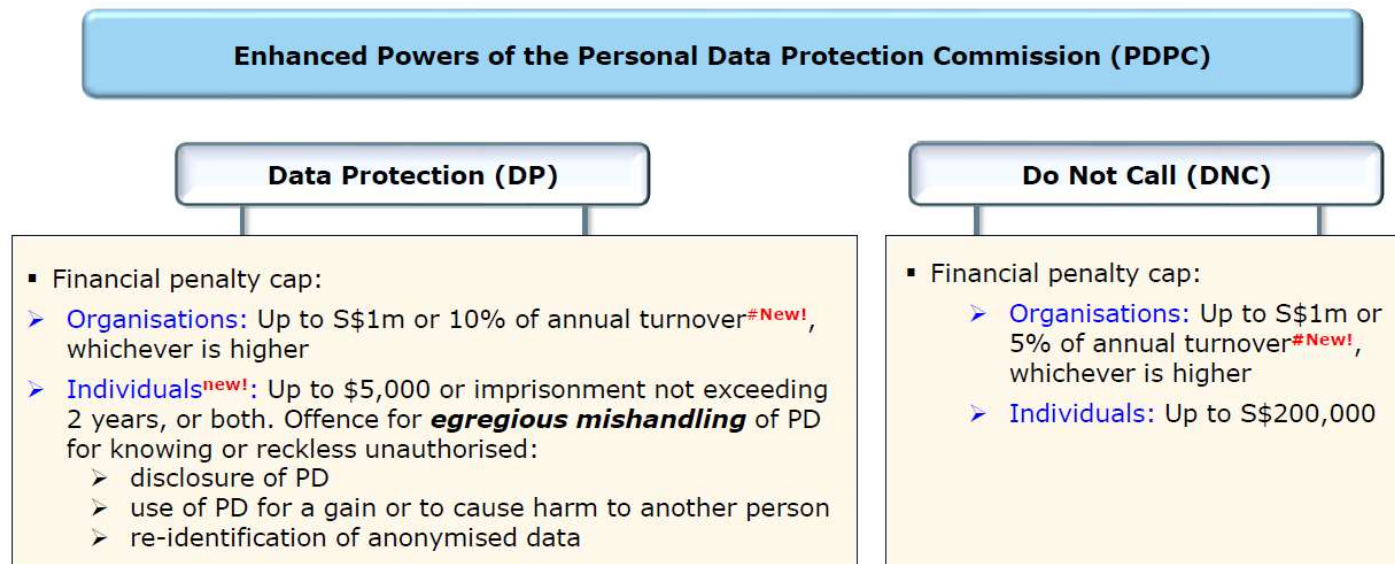 Enhanced Powers of the Personal Data Protection Commission (PDPC)
Data Protection (DP)
▪ Financial penalty cap:
➢ Organisations: Up to S$1m or 10% of annual turnover#New!,
whichever is higher
➢ Individualsnew!: Up to $5,000 or imprisonment not exceeding
2 years, or both. Offence for egregious mishandling of PD
for knowing or reckless unauthorised:
➢ disclosure of PD
➢ use of PD for a gain or to cause harm to another person
➢ re-identification of anonymised data
Do Not Call (DNC)
▪ Financial penalty cap:
➢ Organisations: Up to S$1m or
5% of annual turnover#New!,
whichever is higher
➢ Individuals: Up to S$200,000